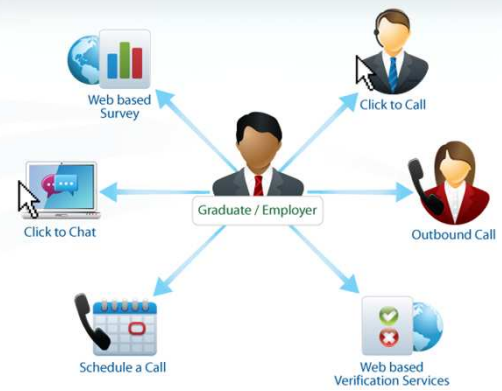 Web based
Survey
Click to Call
Graduate / Employer
Click to Chat
Outbound Call
Schedule a Call
Web based
Verification Services